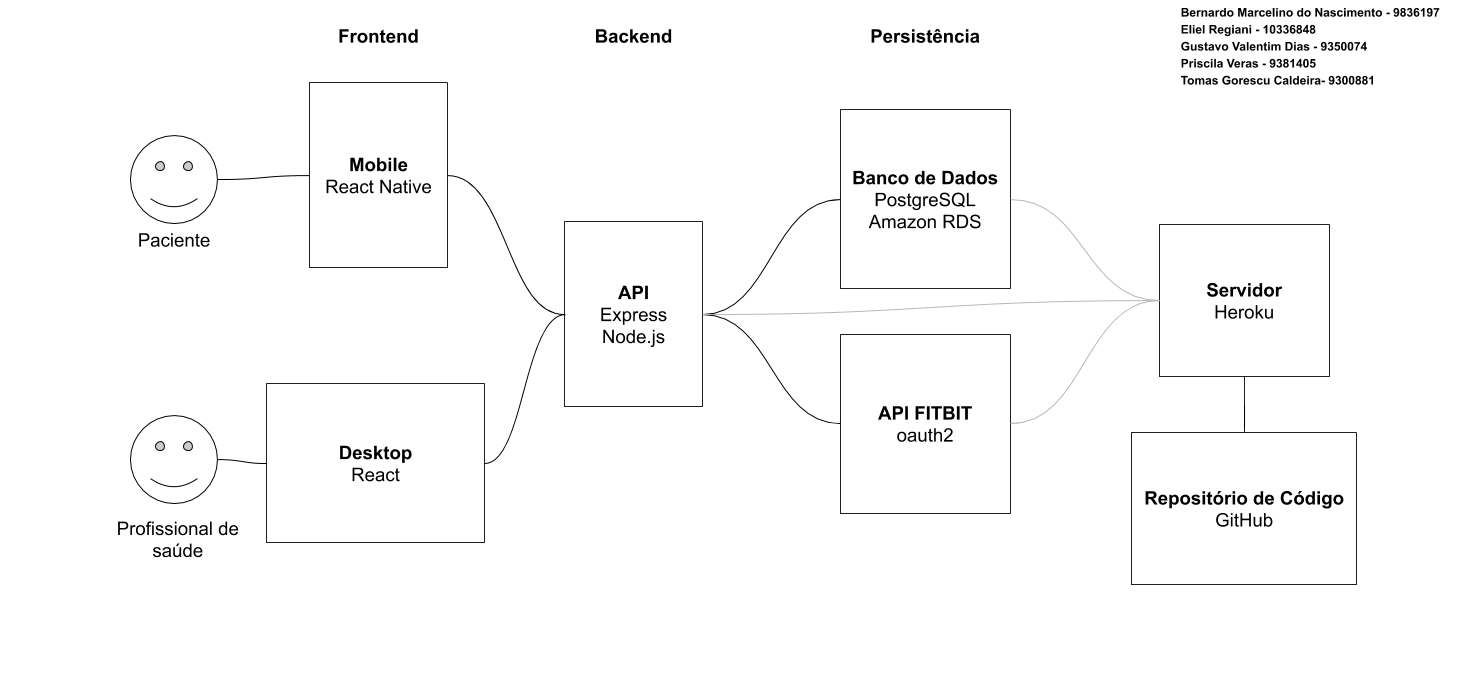 Frontend
Backend
Persistência
Bernardo Marcelino do Nascimento - 9836197
Eliel Regiani - 10336848
Gustavo Valentim Dias - 9350074
Priscila Veras - 9381405
Tomas Gorescu Caldeira- 9300881
Paciente
Mobile
React Native
Profissional de
saúde
Desktop
React
API
Express
Node.js
Banco de Dados
PostgreSQL
Amazon RDS
API FITBIT
oauth2
Servidor
Heroku
Repositório de Código
GitHub